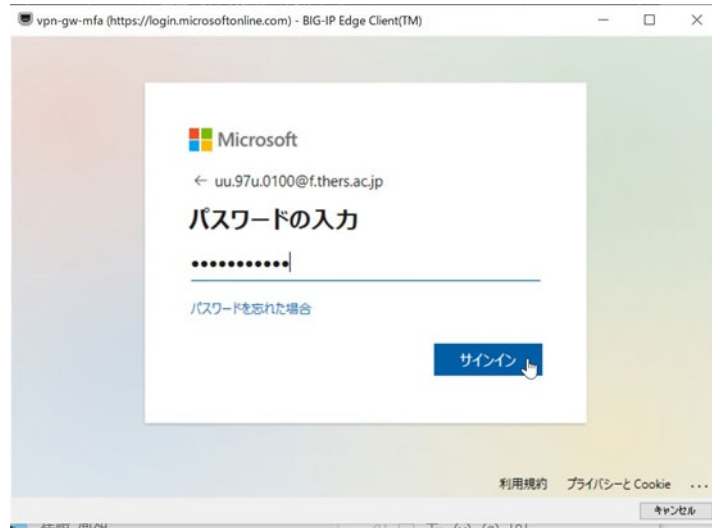 vpn-gw-mfa (https://login.microsoftonline.com) - BIG-IP Edge Client(TM)
Microsoft
← uu.97u.0100@f.thers.ac.jp
パスワードの入力
•••••••••••
パスワードを忘れた場合
サインイン
利用規約 プライバシーと Cookie ...
キャンセル